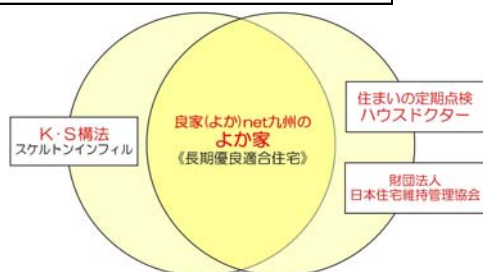 K・S構法
スケルトンインフィル
良家(よか)net九州の
よか家
《長期優良適合住宅》
住まいの定期点検
ハウスドクター
財団法人
日本住宅維持管理協会